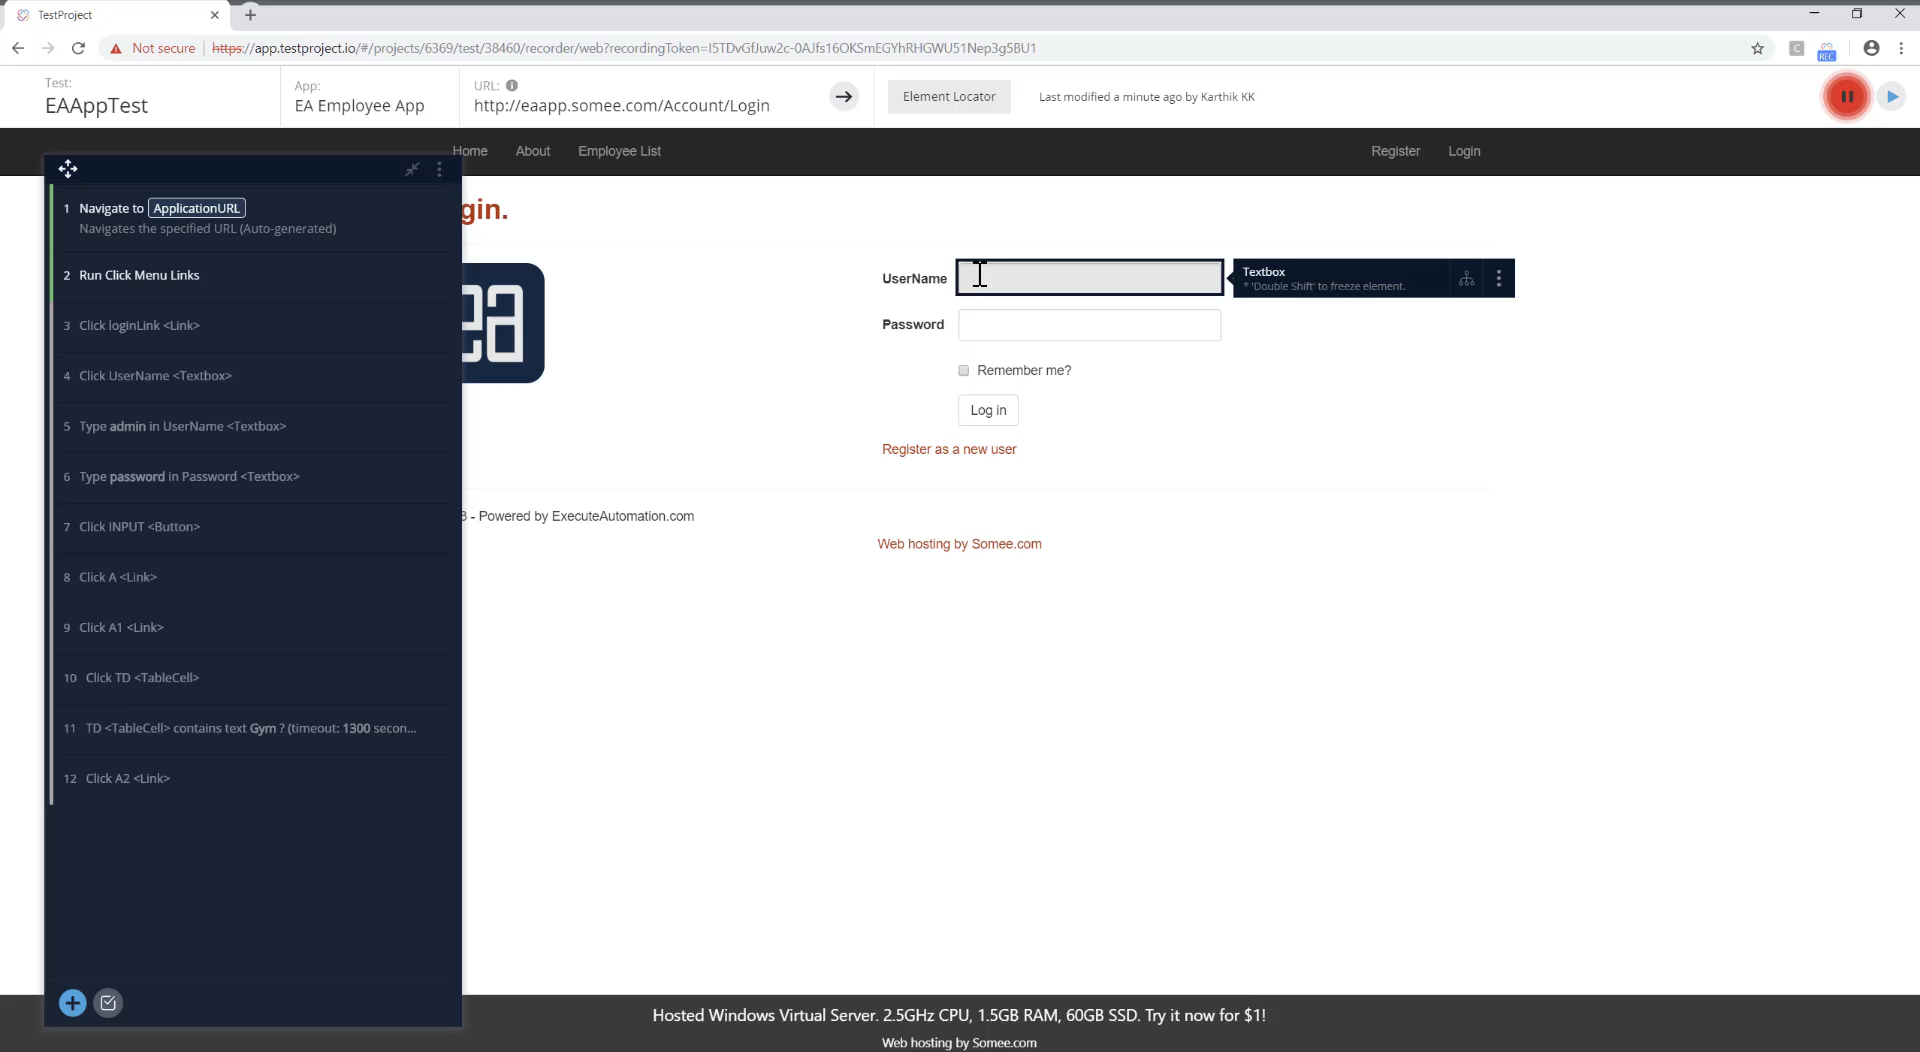 TestProject
Not secure
https://app.testproject.io/#/projects/6369/test/38460/recorder/web?recordingToken=I5TDvGfJuw2c-0AJfs16OKSmEGYhRHGWU51Nep3g5BU1
REC
Test:
EAAppTest
App:
EA Employee App
URL:
http://eaapp.somee.com/Account/Login
Element Locator
Last modified a minute ago by Karthik KK
Home
About
Employee List
Register
Login
1 Navigate to ApplicationURL
Navigates the specified URL (Auto-generated)
2 Run Click Menu Links
3 Click loginLink <Link>
4 Click UserName <Textbox>
5 Type admin in UserName <Textbox>
6 Type password in Password <Textbox>
7 Click INPUT <Button>
8 Click A <Link>
9 Click A1 <Link>
10 Click TD <TableCell>
11 TD <TableCell> contains text Gym ? (timeout: 1300 secon...
12 Click A2 <Link>
gin.
ea
UserName
Textbox
* 'Double Shift' to freeze element.
Password
Remember me?
Log in
Register as a new user
- Powered by ExecuteAutomation.com
Web hosting by Somee.com
Hosted Windows Virtual Server. 2.5GHz CPU, 1.5GB RAM, 60GB SSD. Try it now for $1!
Web hosting by Somee.com